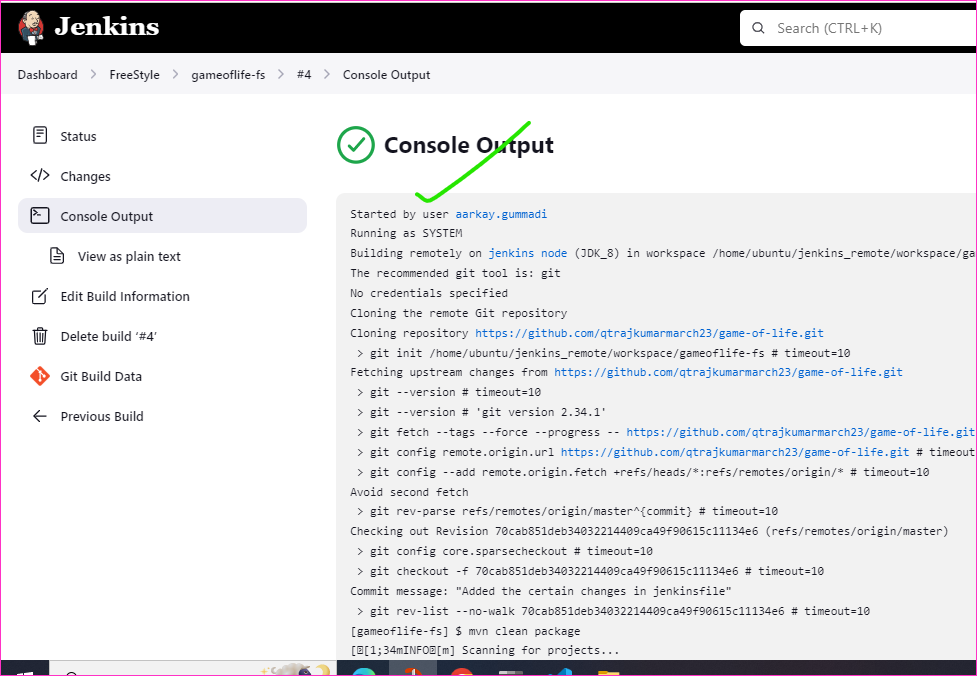 Jenkins
Search (CTRL+K)
Dashboard > FreeStyle > gameoflife-fs > #4 > Console Output
Status
Changes
Console Output
View as plain text
Edit Build Information
Delete build ‘#4’
Git Build Data
Previous Build
Console Output
Started by user aarkay.gummadi
Running as SYSTEM
Building remotely on jenkins node (JDK_8) in workspace /home/ubuntu/jenkins_remote/workspace/ga
The recommended git tool is: git
No credentials specified
Cloning the remote Git repository
Cloning repository https://github.com/qtrajkumarmarch23/game-of-life.git
> git init /home/ubuntu/jenkins_remote/workspace/gameoflife-fs # timeout=10
Fetching upstream changes from https://github.com/qtrajkumarmarch23/game-of-life.git
> git --version # timeout=10
> git --version # 'git version 2.34.1'
> git fetch --tags --force --progress -- https://github.com/qtrajkumarmarch23/game-of-life.git
> git config remote.origin.url https://github.com/qtrajkumarmarch23/game-of-life.git # timeout
> git config --add remote.origin.fetch +refs/heads/*:refs/remotes/origin/* # timeout=10
Avoid second fetch
> git rev-parse refs/remotes/origin/master^{commit} # timeout=10
Checking out Revision 70cab851deb34032214409ca49f90615c11134e6 (refs/remotes/origin/master)
> git config core.sparsecheckout # timeout=10
> git checkout -f 70cab851deb34032214409ca49f90615c11134e6 # timeout=10
Commit message: "Added the certain changes in jenkinsfile"
> git rev-list --no-walk 70cab851deb34032214409ca49f90615c11134e6 # timeout=10
[gameoflife-fs] $ mvn clean package
[[1;34mINFO[m] Scanning for projects...